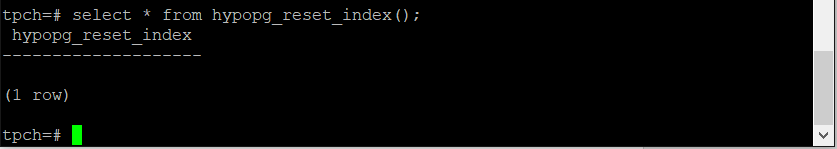 tpch=# select * from hypopg_reset_index();
 hypopg_reset_index
--------------------
(1 row)
tpch=#